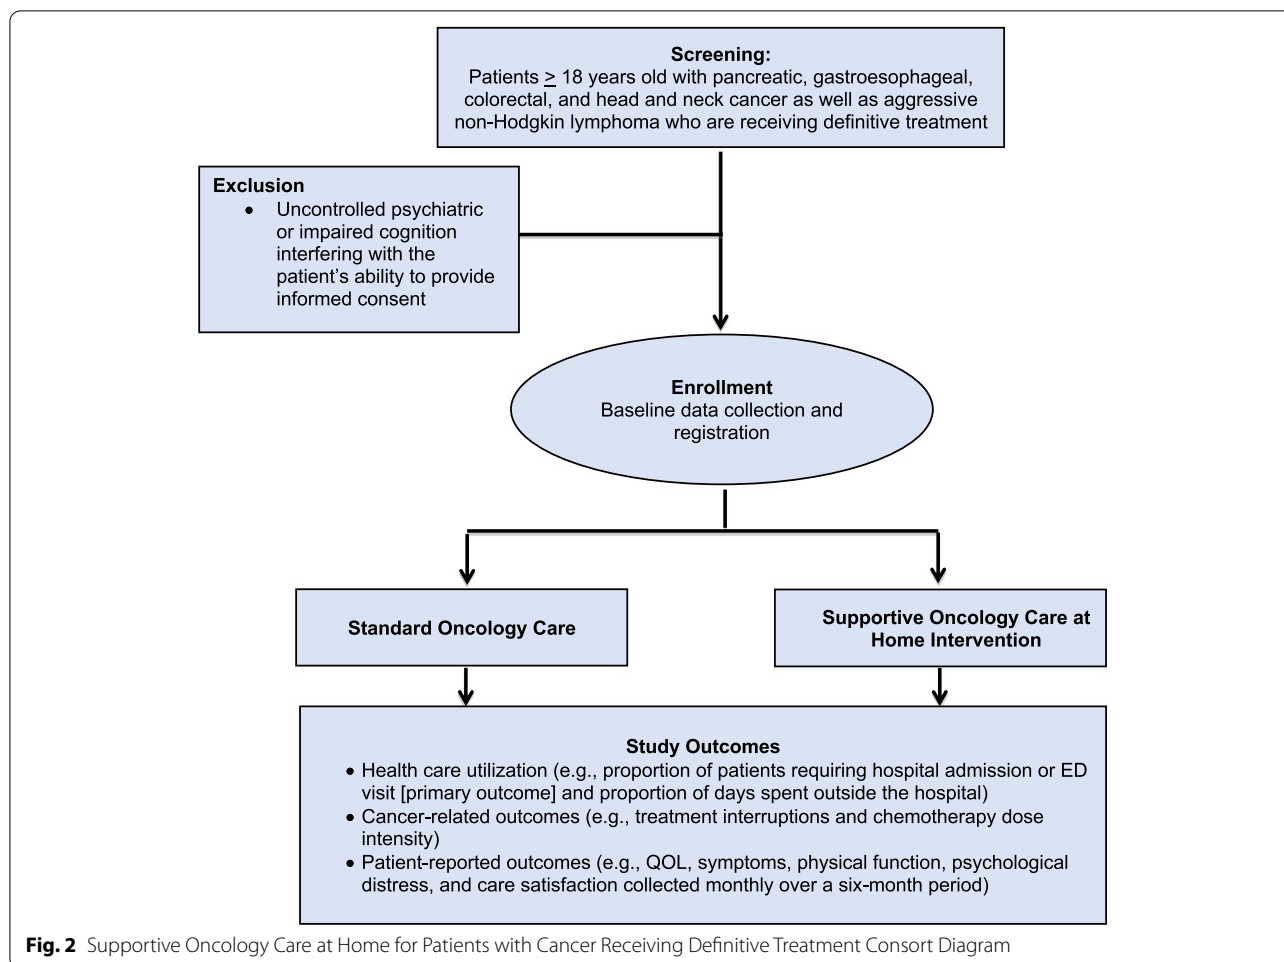 Screening:
Patients ≥ 18 years old with pancreatic, gastroesophageal,
colorectal, and head and neck cancer as well as aggressive
non-Hodgkin lymphoma who are receiving definitive treatment
Exclusion
• Uncontrolled psychiatric
or impaired cognition
interfering with the
patient's ability to provide
informed consent
Enrollment
Baseline data collection and
registration
Standard Oncology Care
Supportive Oncology Care at
Home Intervention
Study Outcomes
• Health care utilization (e.g., proportion of patients requiring hospital admission or ED
visit [primary outcome] and proportion of days spent outside the hospital)
• Cancer-related outcomes (e.g., treatment interruptions and chemotherapy dose
intensity)
• Patient-reported outcomes (e.g., QOL, symptoms, physical function, psychological
distress, and care satisfaction collected monthly over a six-month period)
Fig. 2 Supportive Oncology Care at Home for Patients with Cancer Receiving Definitive Treatment Consort Diagram